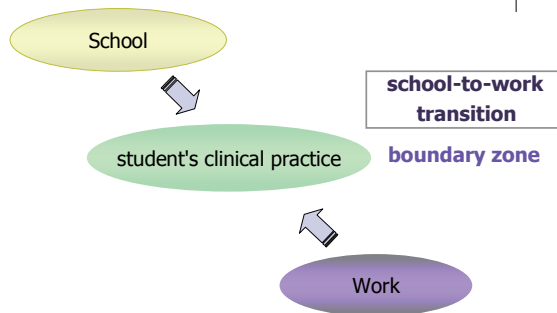 School
school-to-work
transition
student's clinical practice
boundary zone
Work